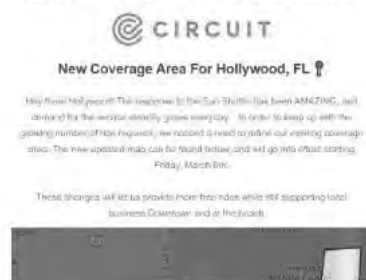 CIRCUIT
New Coverage Area For Hollywood, FL
Hey there Hollywood! The response to the Sun Shuttle has been AMAZING, and
demand for the service steadily grows everyday. In order to keep up with the
growing number of ride requests, we noticed a need to refine our existing coverage
area. The new updated map can be found below, and will go into effect starting
Friday, March 6th.
These changes will let us provide more free rides while still supporting local
business Downtown and at the beach.